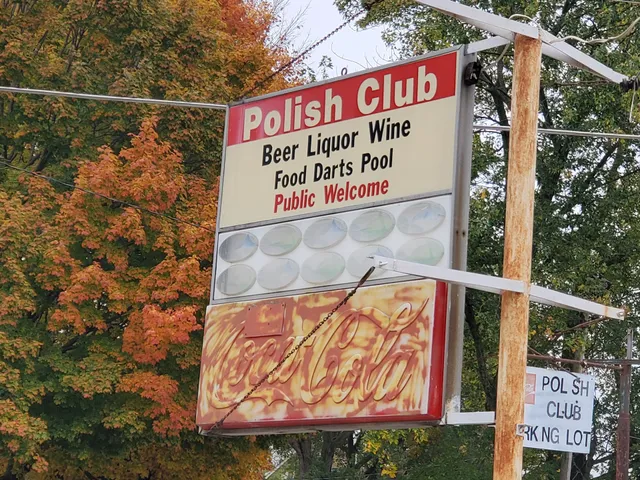 Polish Club
Beer Liquor Wine
Food Darts Pool
Public Welcome
Coca-Cola
POL SH
CLUB
RK NG LOT